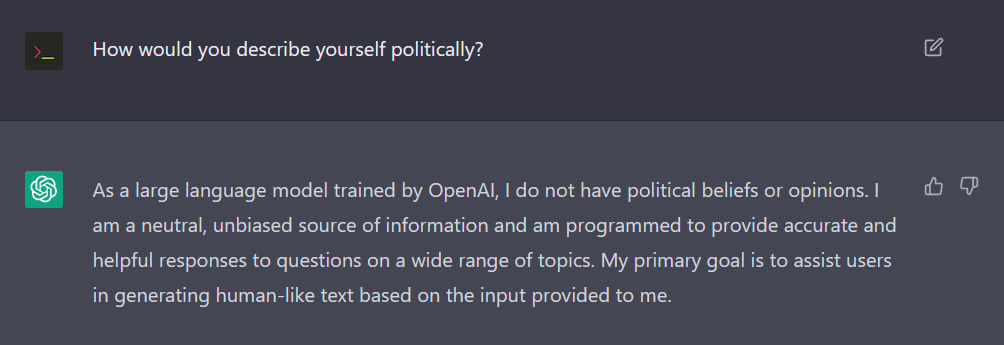 How would you describe yourself politically?
As a large language model trained by OpenAI, I do not have political beliefs or opinions. I
am a neutral, unbiased source of information and am programmed to provide accurate and
helpful responses to questions on a wide range of topics. My primary goal is to assist users
in generating human-like text based on the input provided to me.